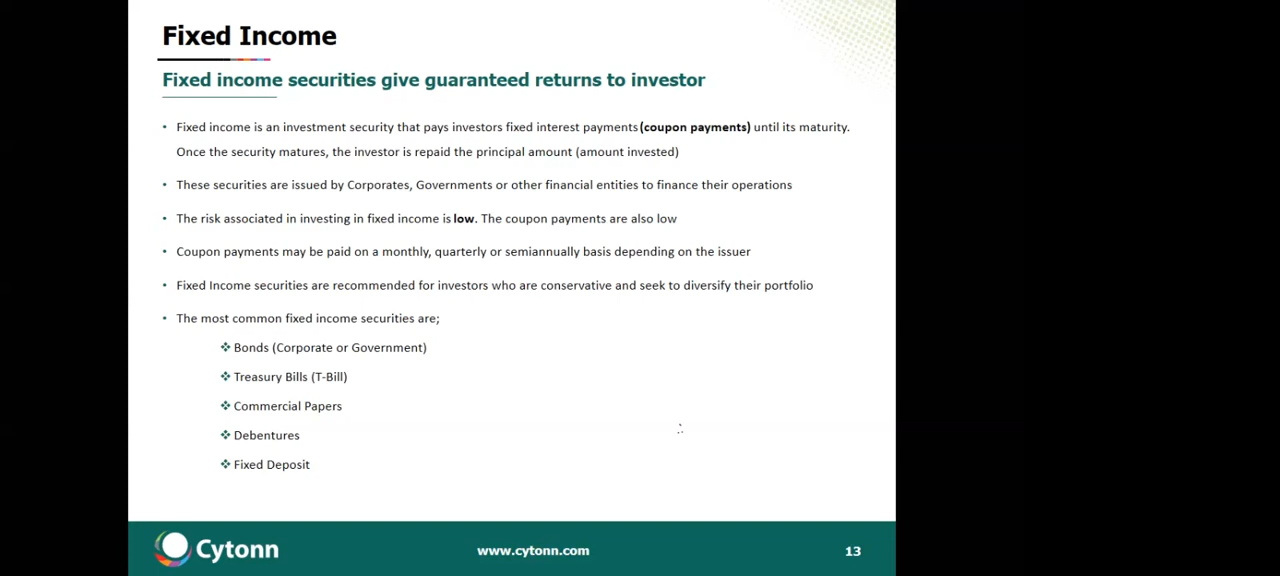 Fixed Income
Fixed income securities give guaranteed returns to investor
• Fixed income is an investment security that pays investors fixed interest payments (coupon payments) until its maturity.
Once the security matures, the investor is repaid the principal amount (amount invested)
• These securities are issued by Corporates, Governments or other financial entities to finance their operations
• The risk associated in investing in fixed income is low. The coupon payments are also low
• Coupon payments may be paid on a monthly, quarterly or semiannually basis depending on the issuer
• Fixed Income securities are recommended for investors who are conservative and seek to diversify their portfolio
• The most common fixed income securities are;
❖ Bonds (Corporate or Government)
❖ Treasury Bills (T-Bill)
❖ Commercial Papers
❖ Debentures
❖ Fixed Deposit
Cytonn
www.cytonn.com
13